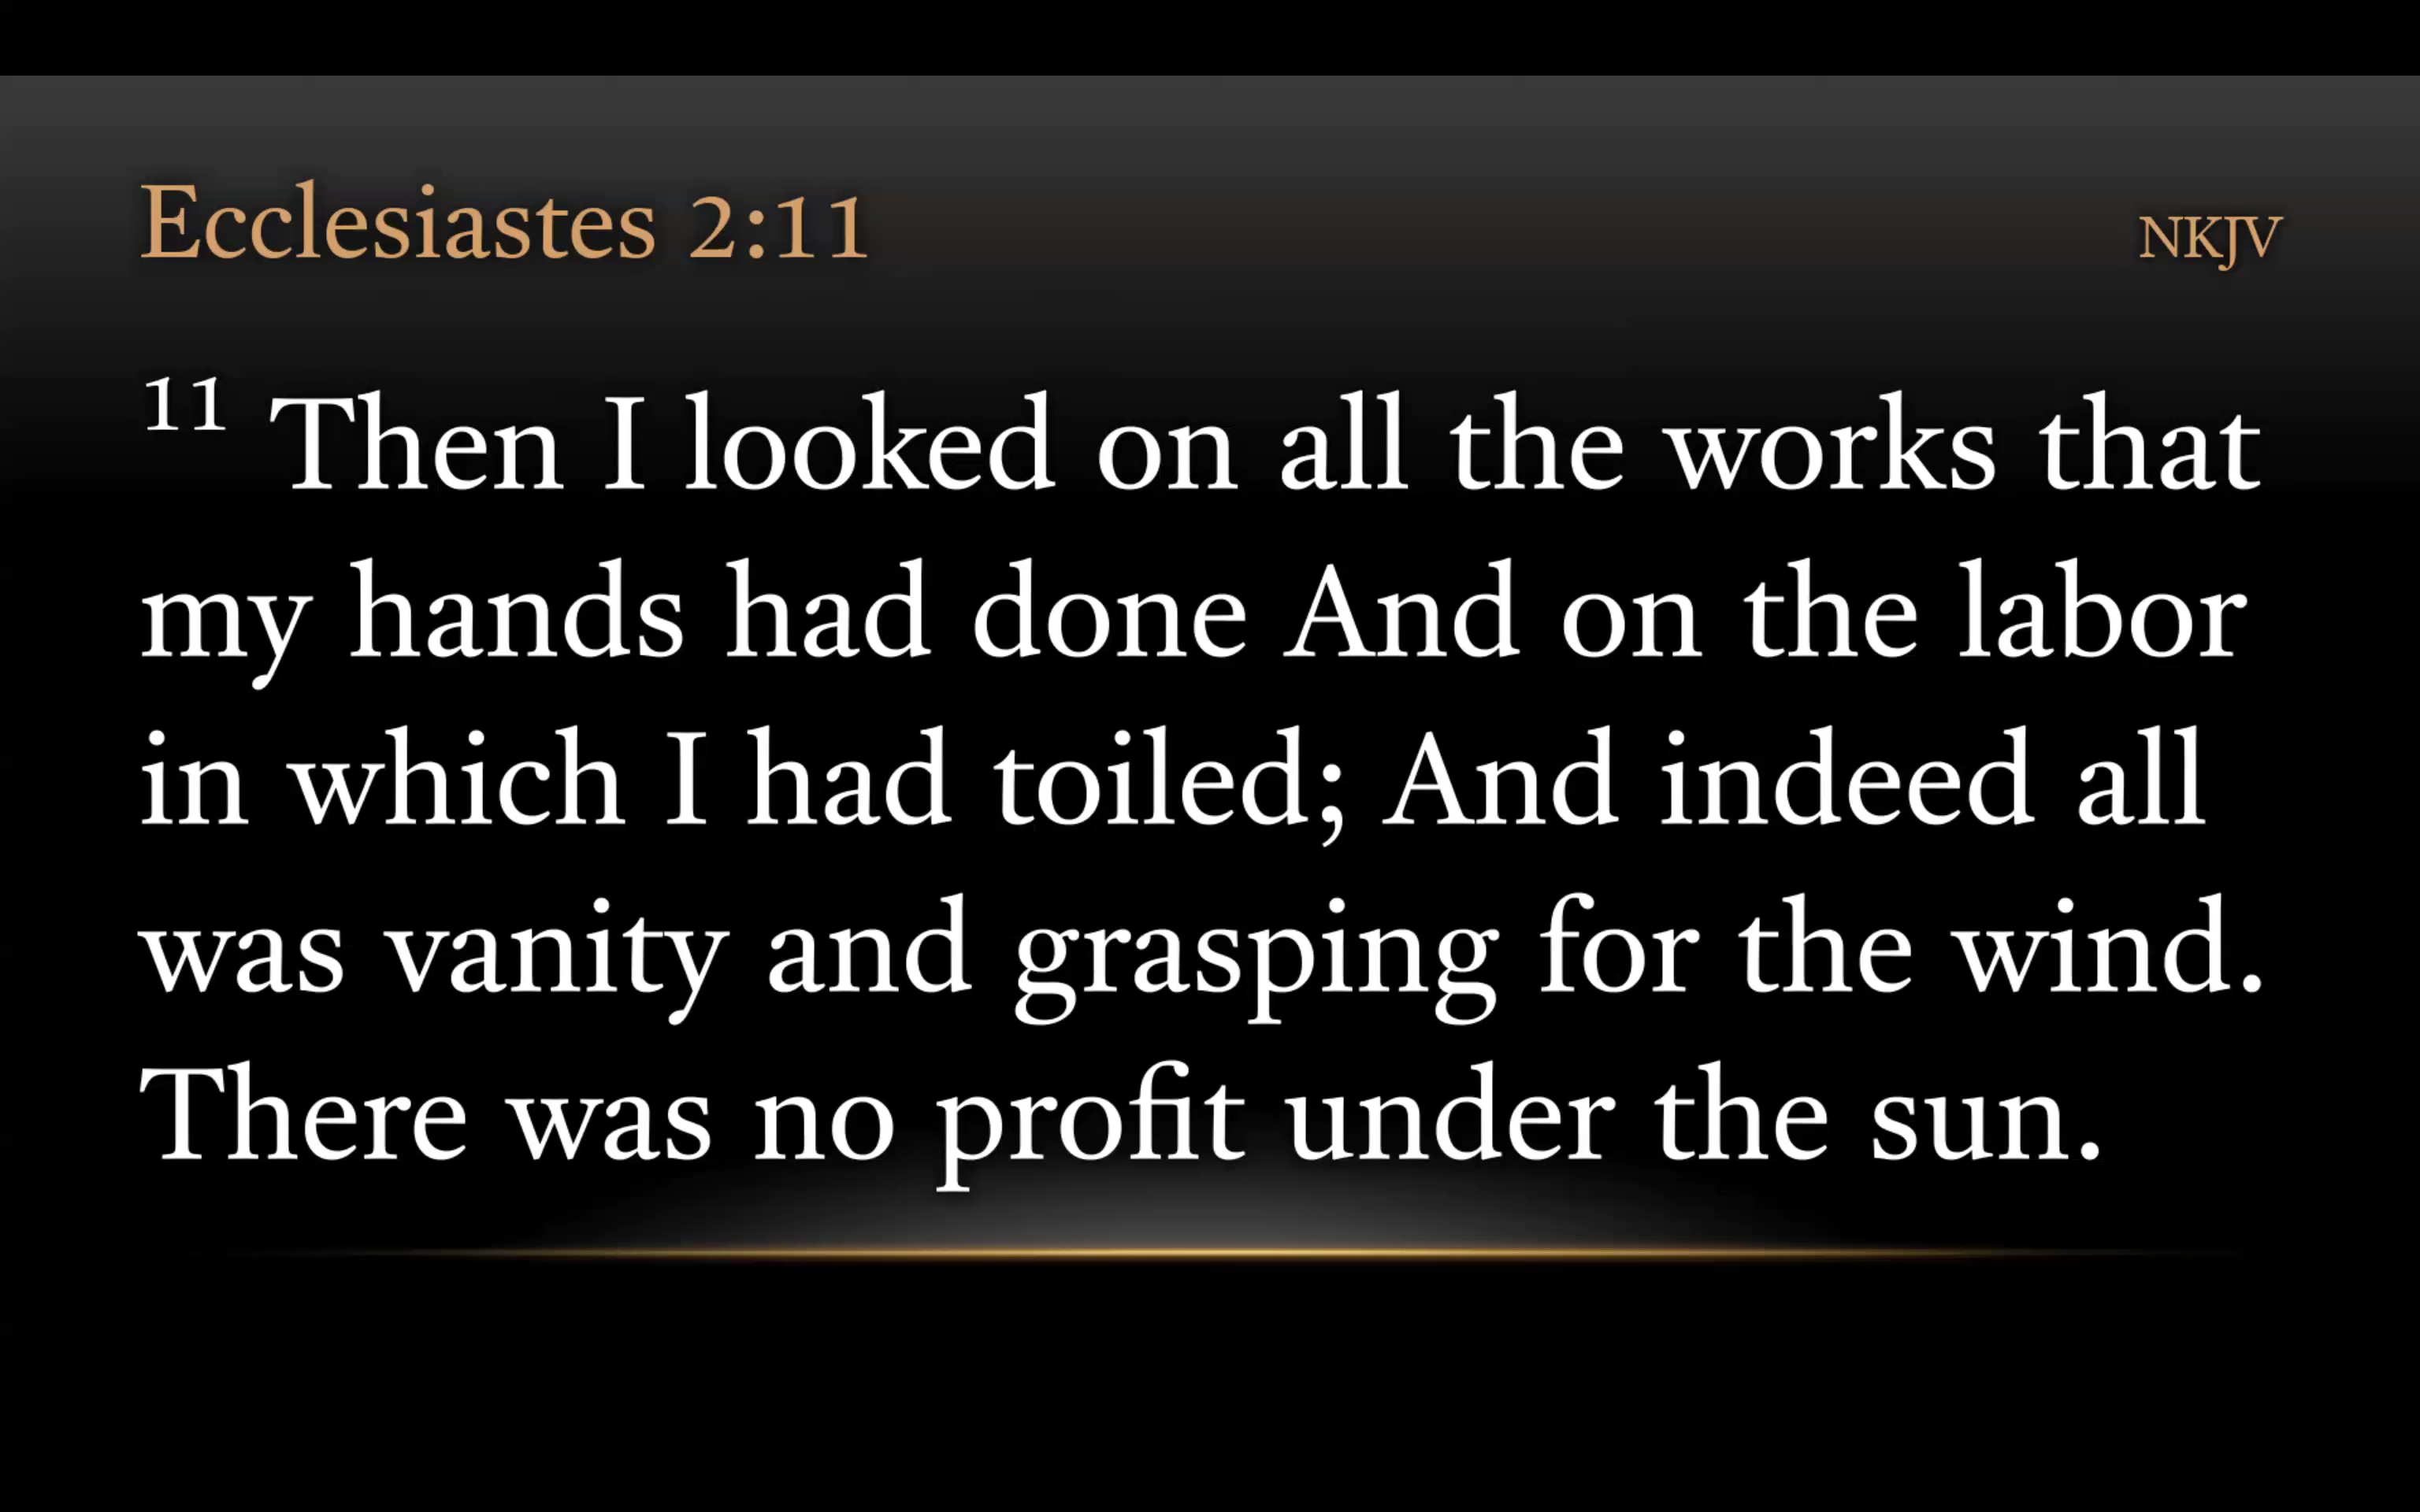 Ecclesiastes 2:11
NKJV
11 Then I looked on all the works that
my hands had done And on the labor
in which I had toiled; And indeed all
was vanity and grasping for the wind.
There was no profit under the sun.